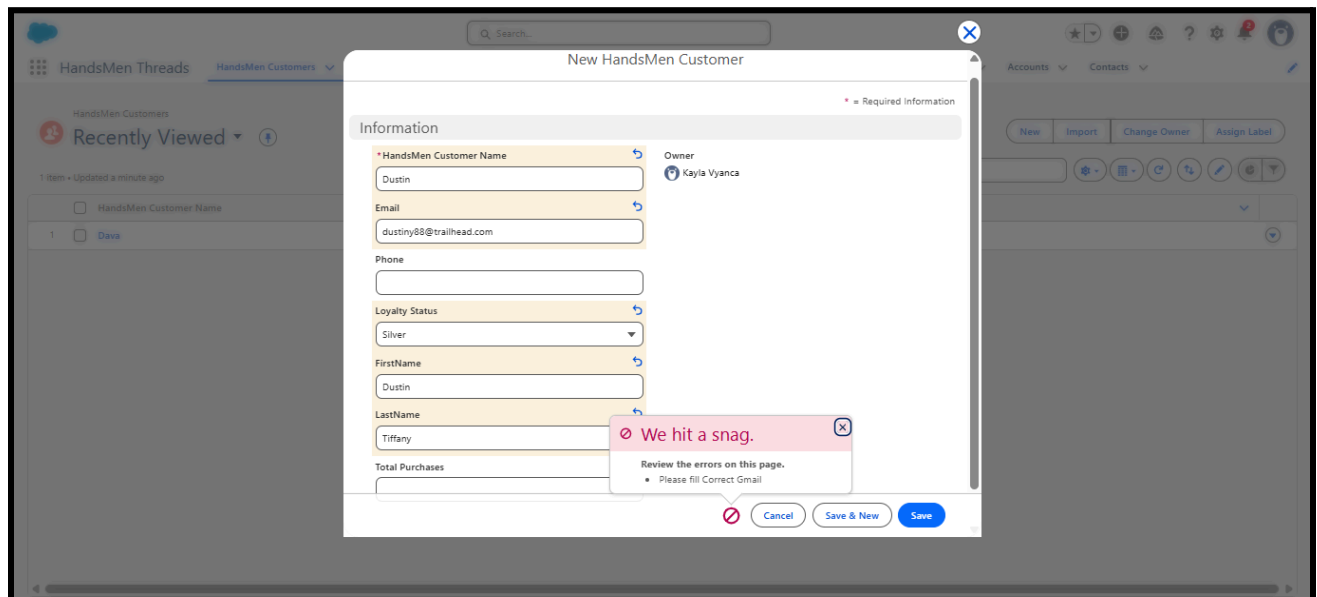 Search...
New HandsMen Customer
HandsMen Threads
HandsMen Customers
Accounts
Contacts
* = Required Information
HandsMen Customers
Recently Viewed
1 item • Updated a minute ago
New
Import
Change Owner
Assign Label
HandsMen Customer Name
1
Dava
Information
*HandsMen Customer Name
Dustin
Owner
Kayla Vyanca
Email
dustiny88@trailhead.com
Phone
Loyalty Status
Silver
FirstName
Dustin
LastName
Tiffany
Total Purchases
We hit a snag.
Review the errors on this page.
• Please fill Correct Gmail
Cancel
Save & New
Save